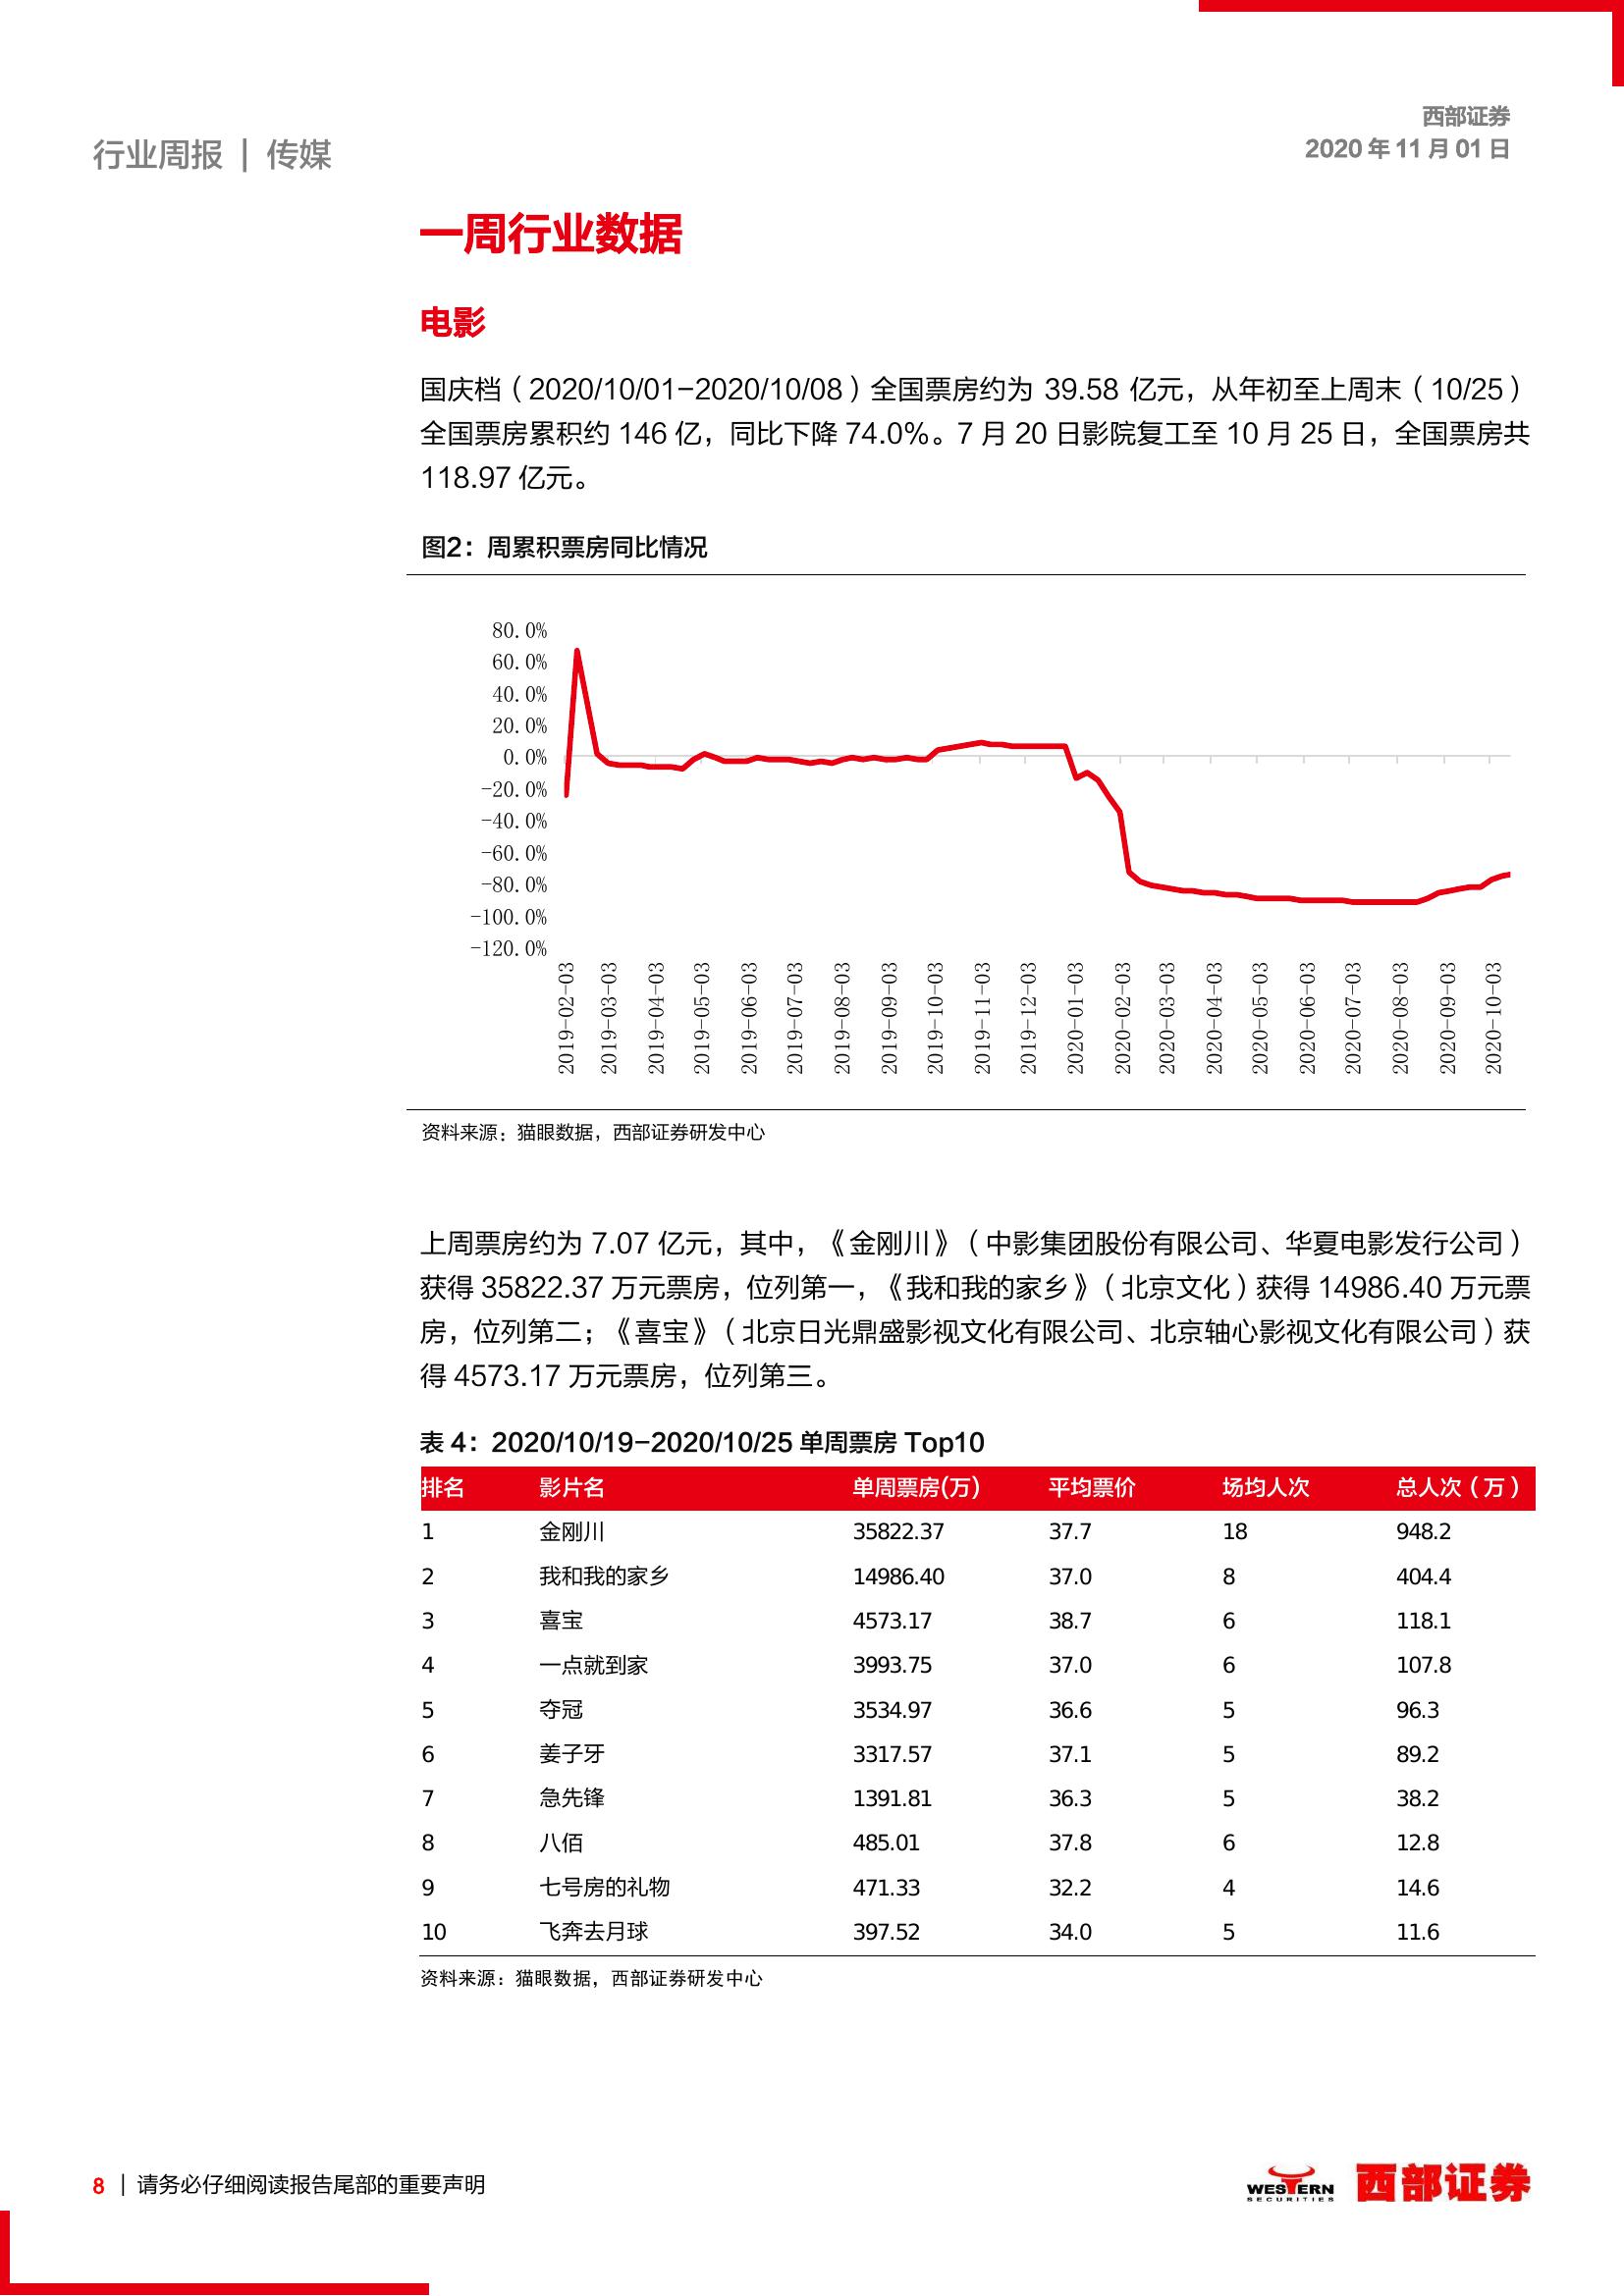 西部证券
行业周报 | 传媒
2020 年 11 月 01 日
一周行业数据
电影
国庆档（2020/10/01-2020/10/08）全国票房约为 39.58 亿元，从年初至上周末（10/25）
全国票房累积约 146 亿，同比下降 74.0%。7 月 20 日影院复工至 10 月 25 日，全国票房共
118.97 亿元。
图2：周累积票房同比情况
80.0%
60.0%
40.0%
20.0%
0.0%
-20.0%
-40.0%
-60.0%
-80.0%
-100.0%
-120.0%
2019-02-03
2019-03-03
2019-04-03
2019-05-03
2019-06-03
2019-07-03
2019-08-03
2019-09-03
2019-10-03
2019-11-03
2019-12-03
2020-01-03
2020-02-03
2020-03-03
2020-04-03
2020-05-03
2020-06-03
2020-07-03
2020-08-03
2020-09-03
2020-10-03
资料来源：猫眼数据，西部证券研发中心
上周票房约为 7.07 亿元，其中，《金刚川》（中影集团股份有限公司、华夏电影发行公司）
获得 35822.37 万元票房，位列第一，《我和我的家乡》（北京文化）获得 14986.40 万元票
房，位列第二；《喜宝》（北京日光鼎盛影视文化有限公司、北京轴心影视文化有限公司）获
得 4573.17 万元票房，位列第三。
表 4：2020/10/19-2020/10/25 单周票房 Top10
排名 影片名 单周票房(万) 平均票价 场均人次 总人次（万）
1 金刚川 35822.37 37.7 18 948.2
2 我和我的家乡 14986.40 37.0 8 404.4
3 喜宝 4573.17 38.7 6 118.1
4 一点就到家 3993.75 37.0 6 107.8
5 夺冠 3534.97 36.6 5 96.3
6 姜子牙 3317.57 37.1 5 89.2
7 急先锋 1391.81 36.3 5 38.2
8 八佰 485.01 37.8 6 12.8
9 七号房的礼物 471.33 32.2 4 14.6
10 飞奔去月球 397.52 34.0 5 11.6
资料来源：猫眼数据，西部证券研发中心
8 | 请务必仔细阅读报告尾部的重要声明
WESTERN
SECURITIES
西部证券